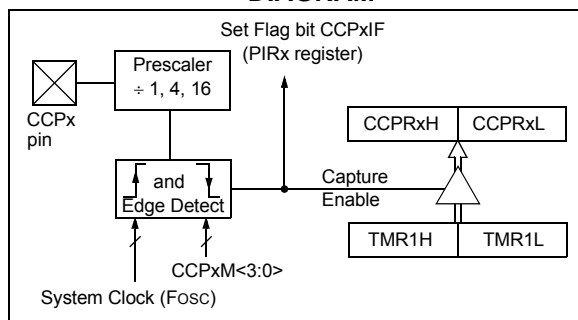 DIAGRAM
Set Flag bit CCPxIF
(PIRx register)
Prescaler
÷ 1, 4, 16
CCPx
pin
CCPRxH
CCPRxL
and
Edge Detect
Capture
Enable
TMR1H
TMR1L
CCPxM<3:0>
System Clock (FOSC)